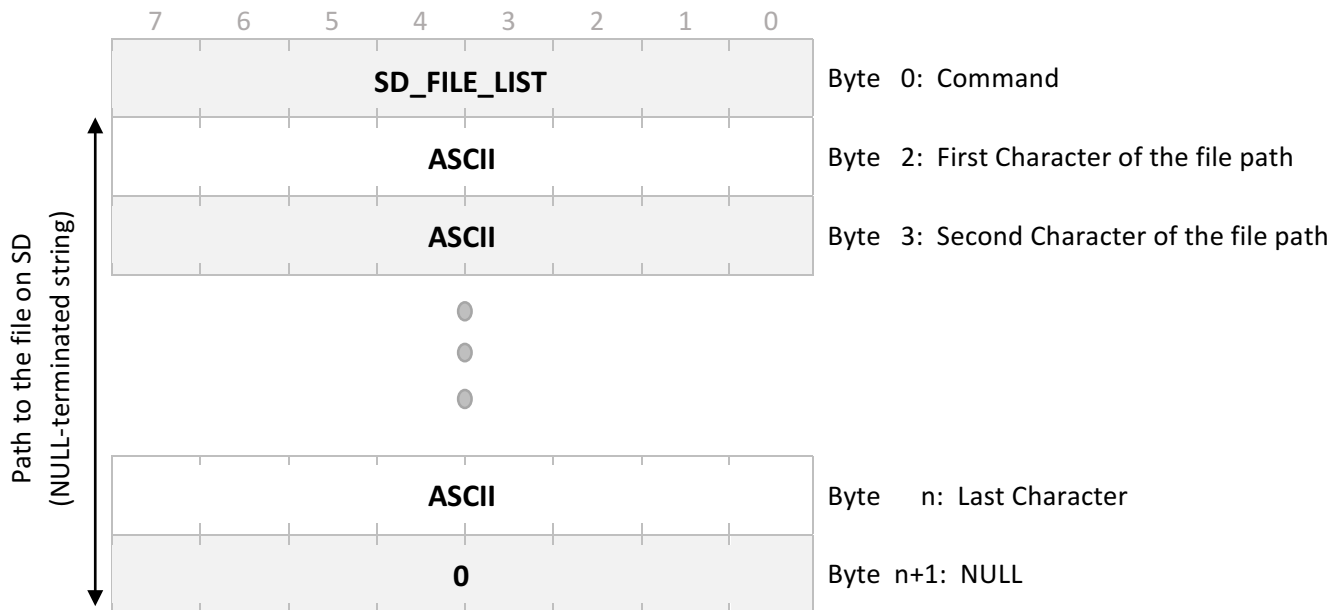 7 6 5 4 3 2 1 0
SD_FILE_LIST Byte 0: Command
ASCII Byte 2: First Character of the file path
ASCII Byte 3: Second Character of the file path
Path to the file on SD
(NULL-terminated string)
ASCII Byte n: Last Character
0 Byte n+1: NULL